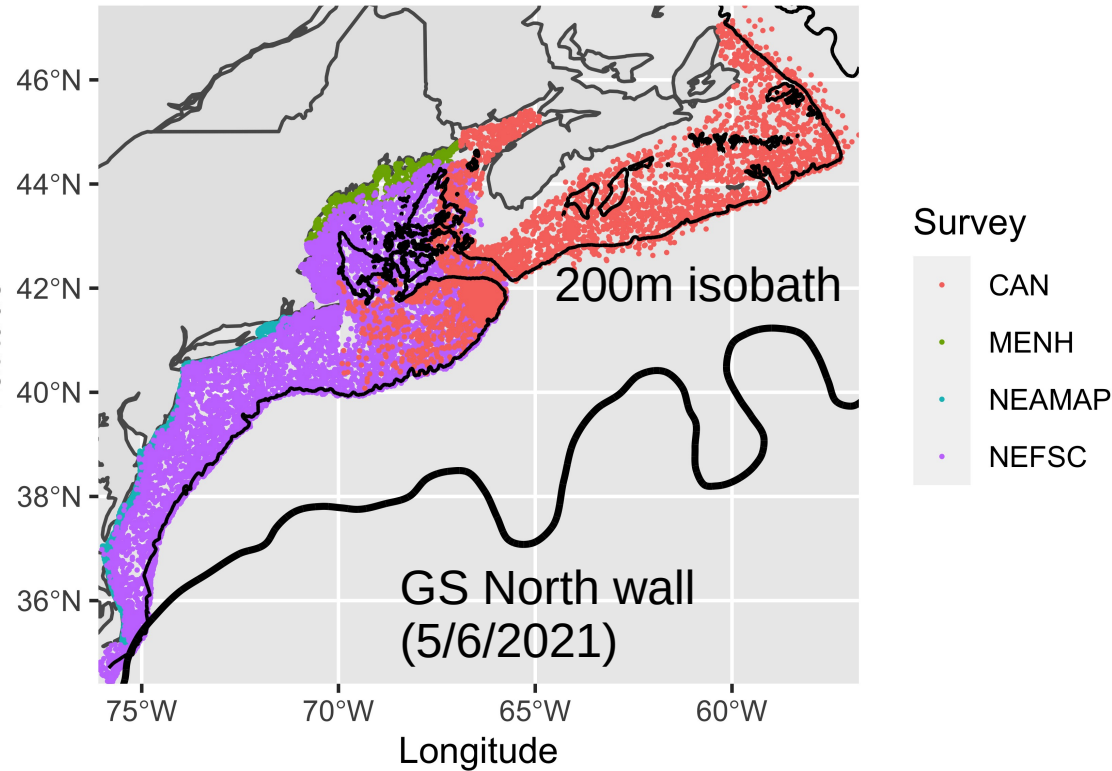 46°N
44°N
42°N
40°N
38°N
36°N
75°W
70°W
65°W
60°W
Longitude
200m isobath
GS North wall
(5/6/2021)
Survey
CAN
MENH
NEAMAP
NEFSC